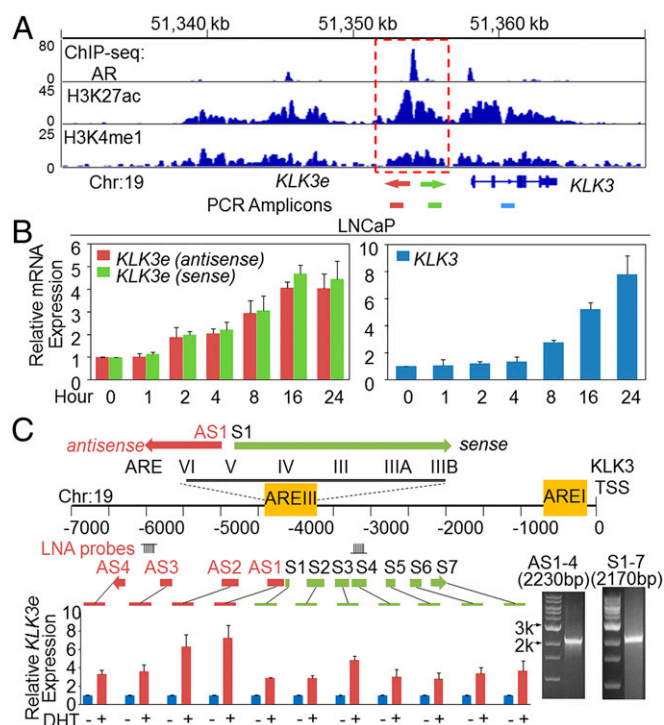 A
51,340 kb 51,350 kb 51,360 kb
80
ChIP-seq:
AR
0
45
H3K27ac
0
25
H3K4me1
0
Chr:19 KLK3e KLK3
PCR Amplicons
B
LNCaP
Relative mRNA
Expression
6
5
4
3
2
1
0
KLK3e (antisense)
KLK3e (sense)
Hour 0 1 2 4 8 16 24
10
8
6
4
2
0
KLK3
0 1 2 4 8 16 24
C
AS1 S1
antisense sense
ARE VI V IV III IIIA IIIB KLK3
TSS
Chr:19 AREIII AREI
-7000 -6000 -5000 -4000 -3000 -2000 -1000 0
LNA probes
AS4 AS3 AS2 AS1 S1 S2 S3 S4 S5 S6 S7
Relative KLK3e
Expression
10
8
6
4
2
0
DHT - + - + - + - + - + - + - + - + - + - + - +
AS1-4
(2230bp)
S1-7
(2170bp)
3k
2k